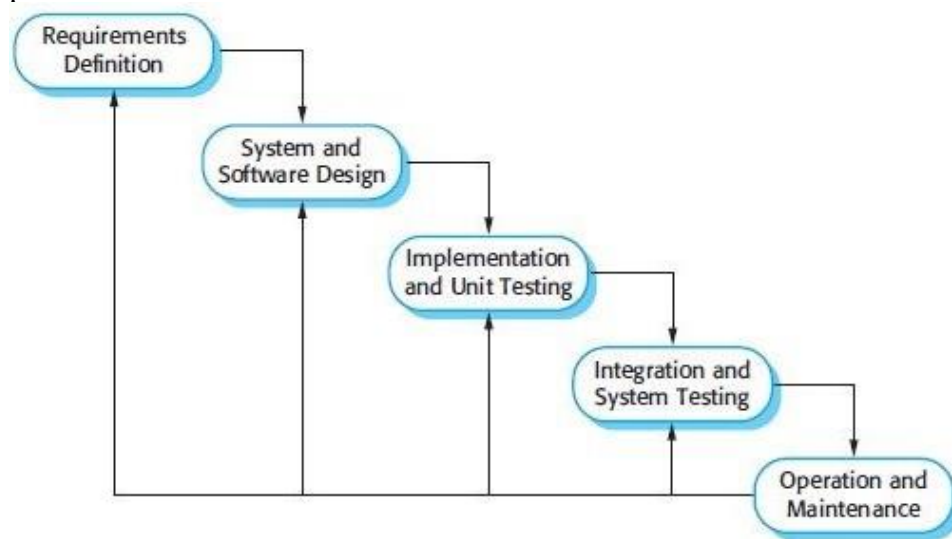 Requirements
Definition
System and
Software Design
Implementation
and Unit Testing
Integration and
System Testing
Operation and
Maintenance